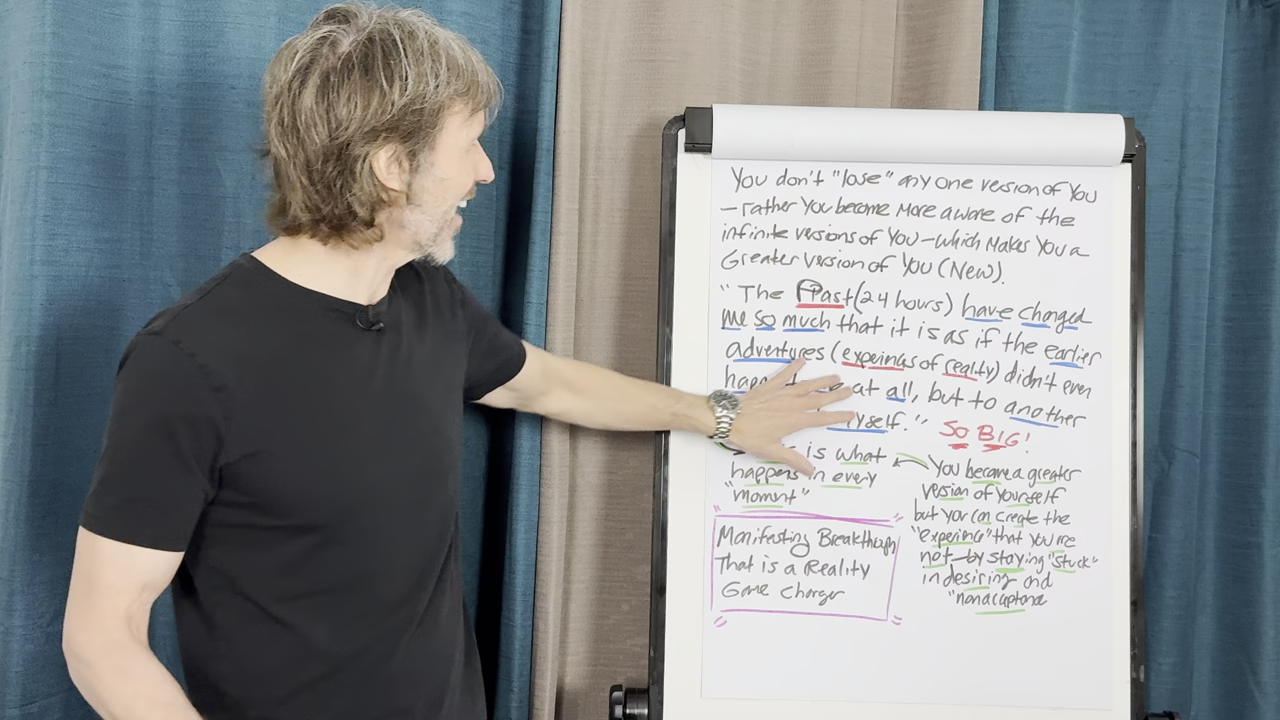 You don't "lose" any one version of You
—rather You become More aware of the
infinite versions of You—which Makes You a
Greater version of You (New).
"The Past (24 hours) have changed
Me so much that it is as if the earlier
adventures (experinces of reality) didn't even
at all, but to another
myself." SO BIG!
is what
happens in every
"Moment"
You become a greater
version of Yourself
but you can create the
"experince" that you are
not—by staying "stuck"
in desiring and
"nonacceptance
Manifesting Breakthrough
That is a Reality
Game Changer